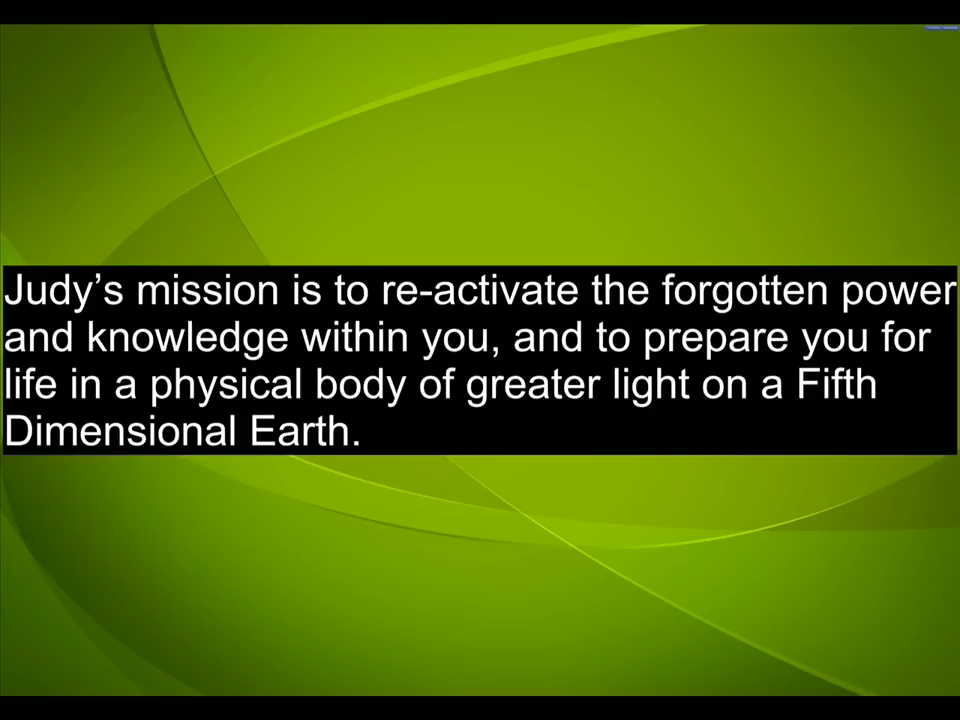 Judy’s mission is to re-activate the forgotten power
and knowledge within you, and to prepare you for
life in a physical body of greater light on a Fifth
Dimensional Earth.